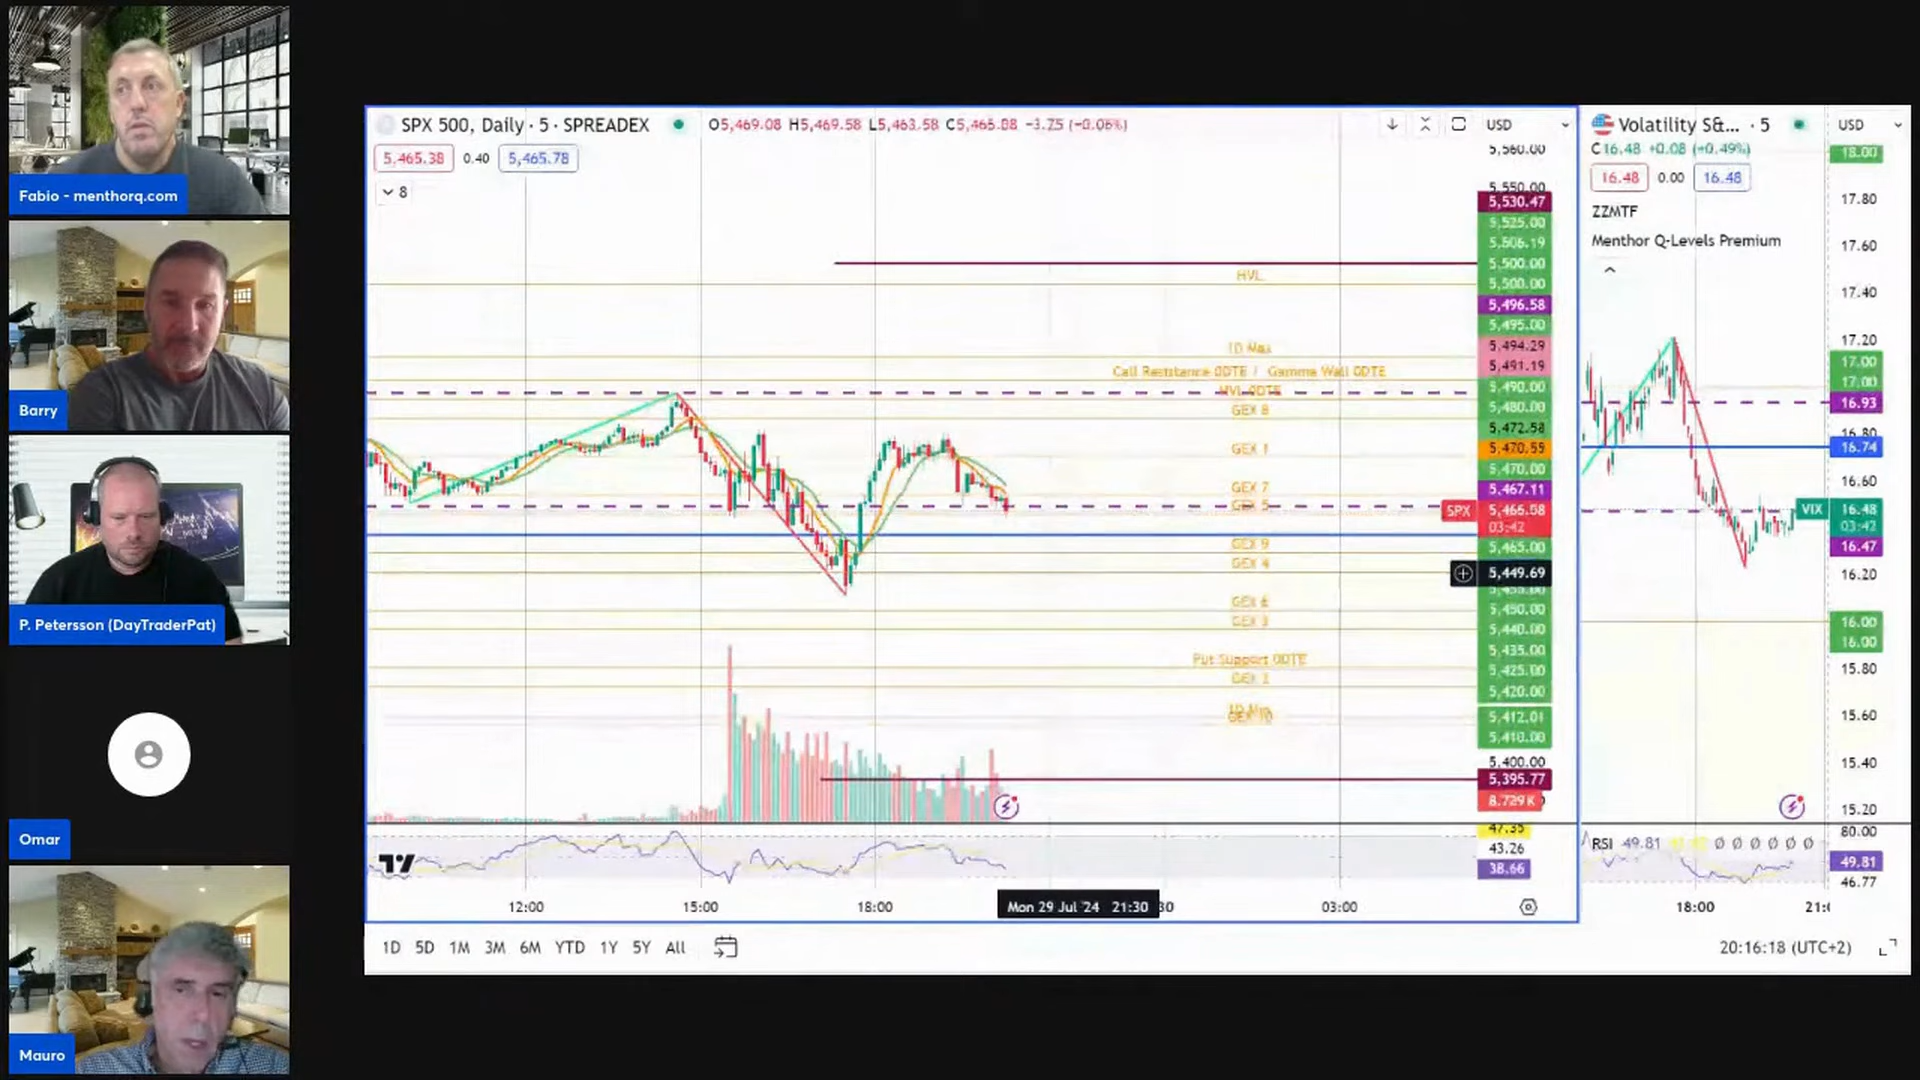 Fabio - menthorq.com
Barry
P. Petersson (DayTraderPat)
Omar
Mauro
SPX 500, Daily · 5 · SPREADEX
O5,469.08 H5,469.58 L5,463.58 C5,465.08 −3.75 (−0.06%)
USD
5,465.38 0.40 5,465.78
8
5,560.00
5,550.00
5,530.47
5,525.00
5,506.19
5,500.00
5,500.00
5,496.58
5,495.00
5,494.29
5,491.19
5,490.00
5,480.00
5,472.58
5,470.55
5,470.00
5,467.11
SPX
03:42
5,465.00
5,449.69
5,450.00
5,440.00
5,435.00
5,425.00
5,420.00
5,412.01
5,410.00
5,400.00
5,395.77
8.729K
47.35
43.26
38.66
HVL
1D Max
Call Resistance 0DTE / Gamma Wall 0DTE
HVL 0DTE
GEX 8
GEX 1
GEX 7
GEX 5
GEX 9
GEX 4
GEX 6
GEX 3
Put Support 0DTE
GEX 2
GEX 10
12:00
15:00
18:00
Mon 29 Jul '24 21:30
03:00
1D 5D 1M 3M 6M YTD 1Y 5Y All
Volatility S&... · 5
USD
C16.48 +0.08 (+0.49%)
16.48 0.00 16.48
ZZMTF
Menthor Q-Levels Premium
18.00
17.80
17.60
17.40
17.20
17.00
17.00
16.93
16.80
16.74
16.60
VIX 16.48
03:42
16.47
16.20
16.00
16.00
15.80
15.60
15.40
15.20
80.00
RSI 49.81
49.81
46.77
18:00
20:16:18 (UTC+2)